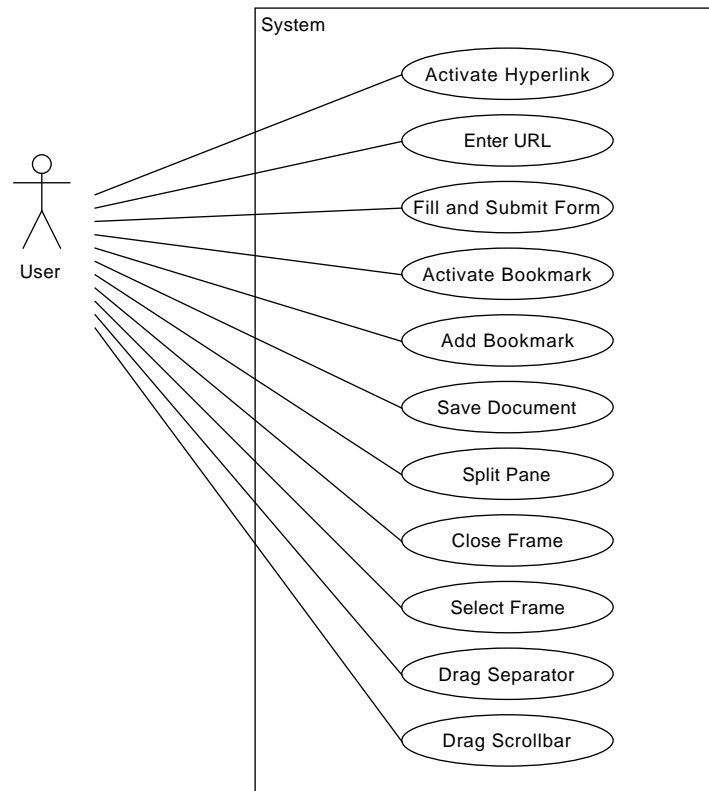 System
Activate Hyperlink
Enter URL
Fill and Submit Form
User
Activate Bookmark
Add Bookmark
Save Document
Split Pane
Close Frame
Select Frame
Drag Separator
Drag Scrollbar